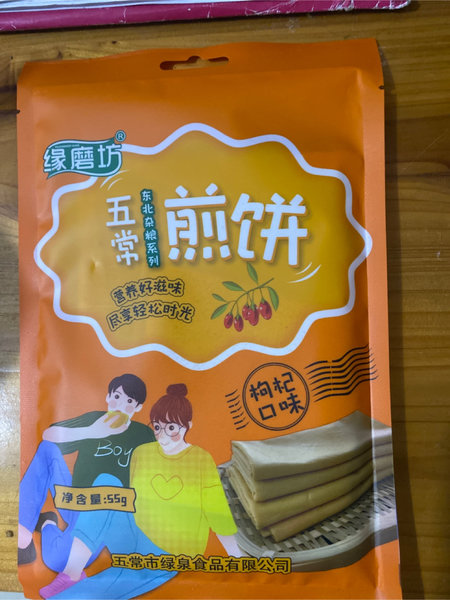 缘磨坊®
五常
东北杂粮系列
煎饼
营养好滋味
尽享轻松时光
枸杞
口味
Boy
净含量:55g
五常市绿泉食品有限公司